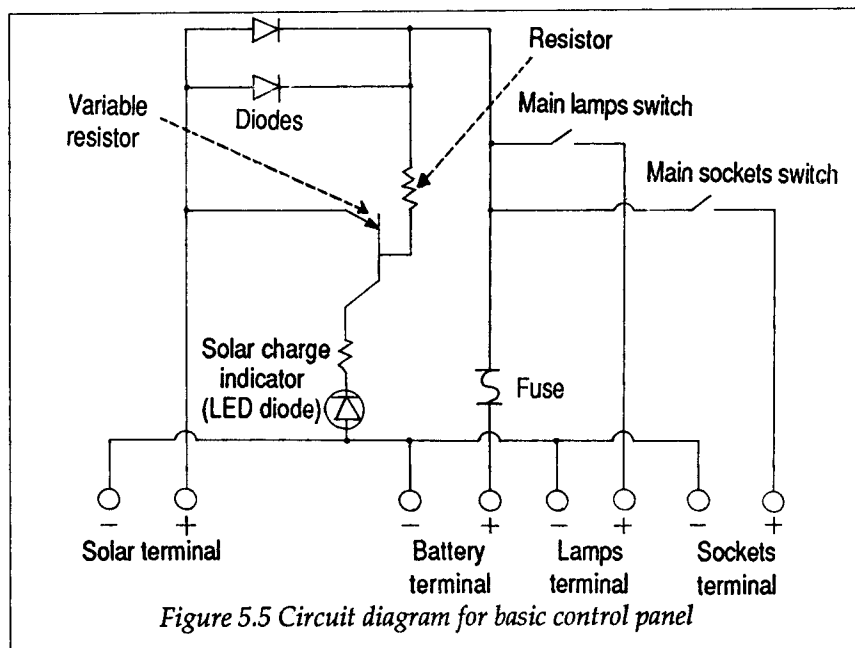 Resistor
Variable
resistor
Diodes
Main lamps switch
Main sockets switch
Solar charge
indicator
(LED diode)
Fuse
− + − + − + − +
Solar terminal
Battery
terminal
Lamps
terminal
Sockets
terminal
Figure 5.5 Circuit diagram for basic control panel